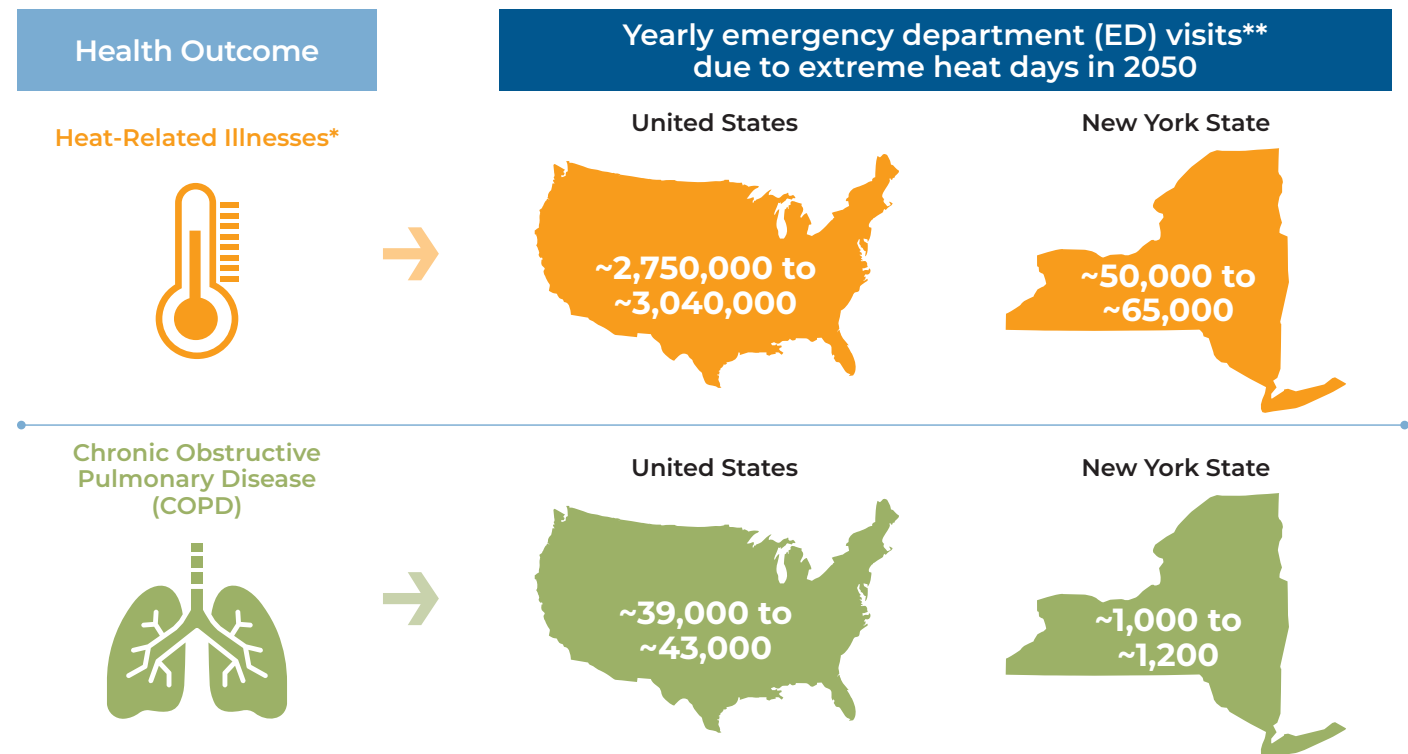 Health Outcome
Yearly emergency department (ED) visits**
due to extreme heat days in 2050
Heat-Related Illnesses*
United States
New York State
~2,750,000 to
~3,040,000
~50,000 to
~65,000
Chronic Obstructive
Pulmonary Disease
(COPD)
United States
New York State
~39,000 to
~43,000
~1,000 to
~1,200